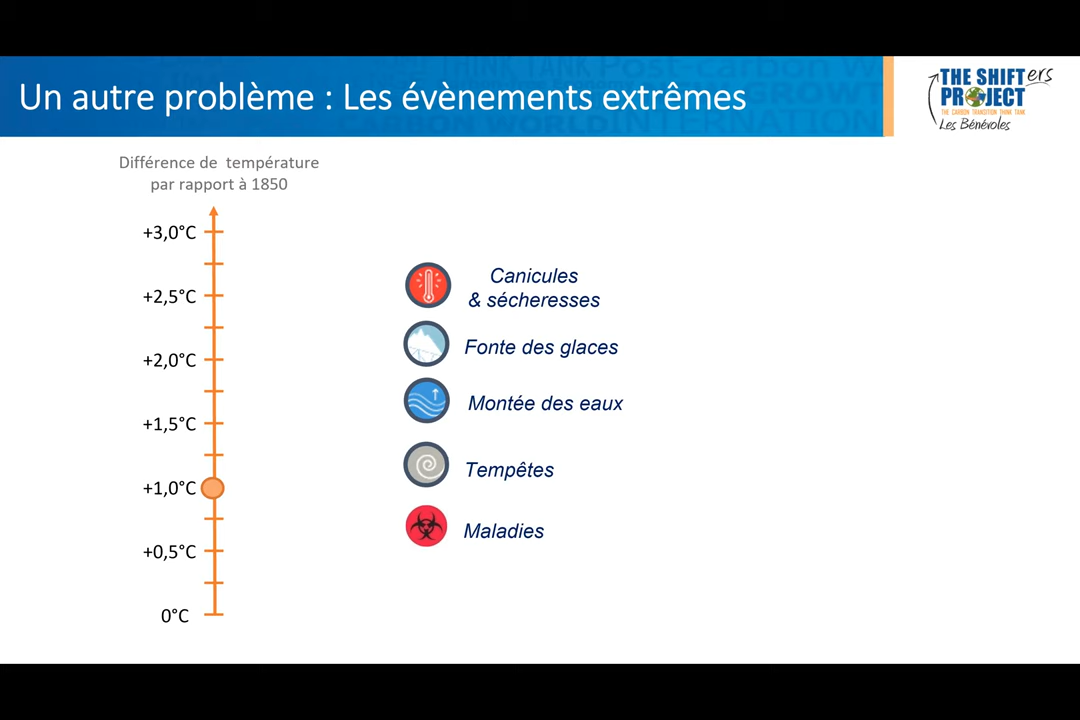 Un autre problème : Les évènements extrêmes
THE SHIFTers
PROJECT
THE CARBON TRANSITION THINK TANK
Les Bénévoles
Différence de température
par rapport à 1850
+3,0°C
+2,5°C
+2,0°C
+1,5°C
+1,0°C
+0,5°C
0°C
Canicules
& sécheresses
Fonte des glaces
Montée des eaux
Tempêtes
Maladies